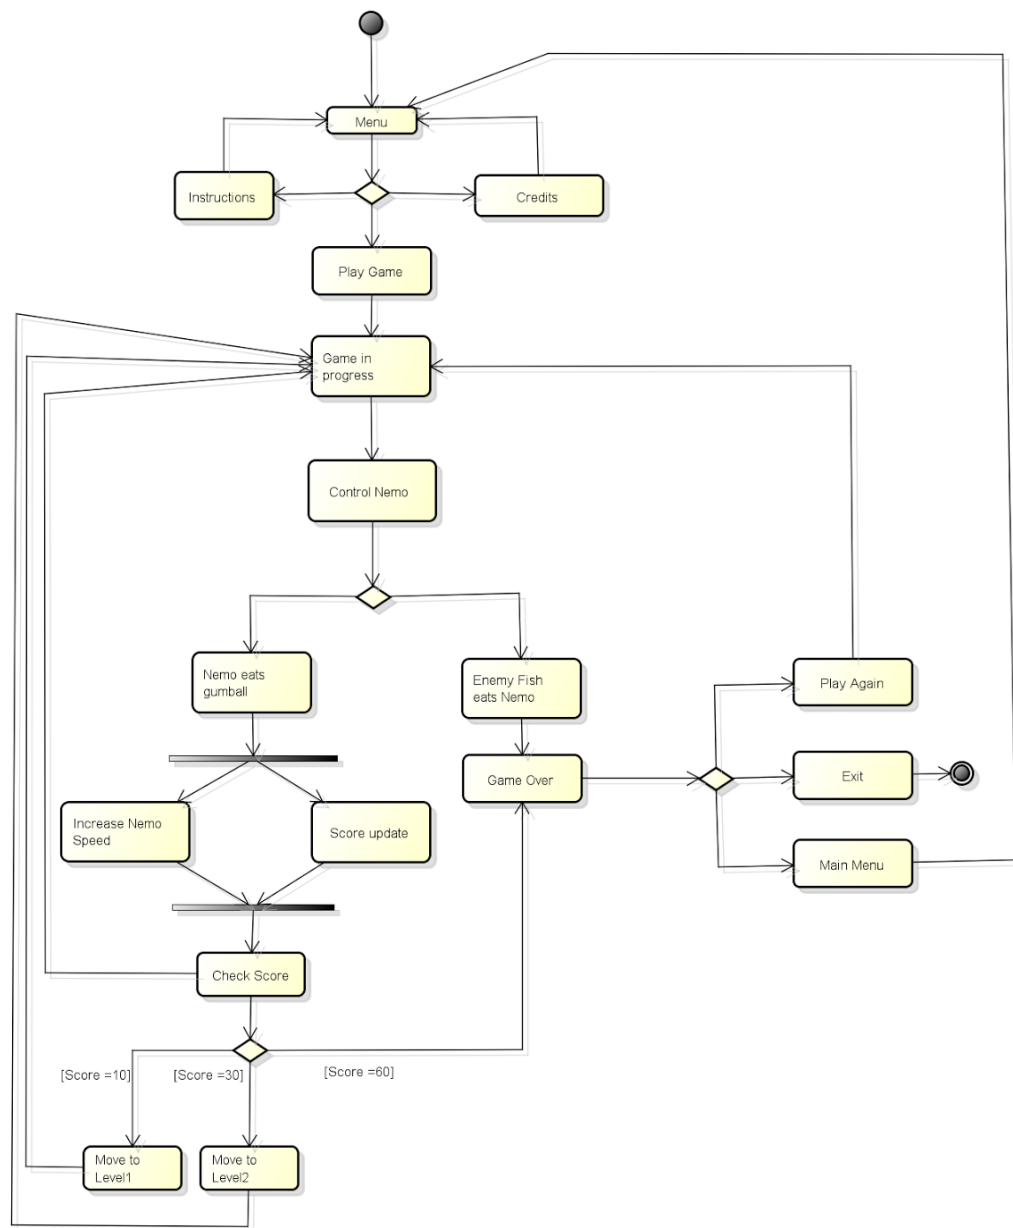 Menu
Instructions
Credits
Play Game
Game in
progress
Control Nemo
Nemo eats
gumball
Enemy Fish
eats Nemo
Play Again
Game Over
Exit
Increase Nemo
Speed
Score update
Main Menu
Check Score
[Score =10]
[Score =30]
[Score =60]
Move to
Level1
Move to
Level2